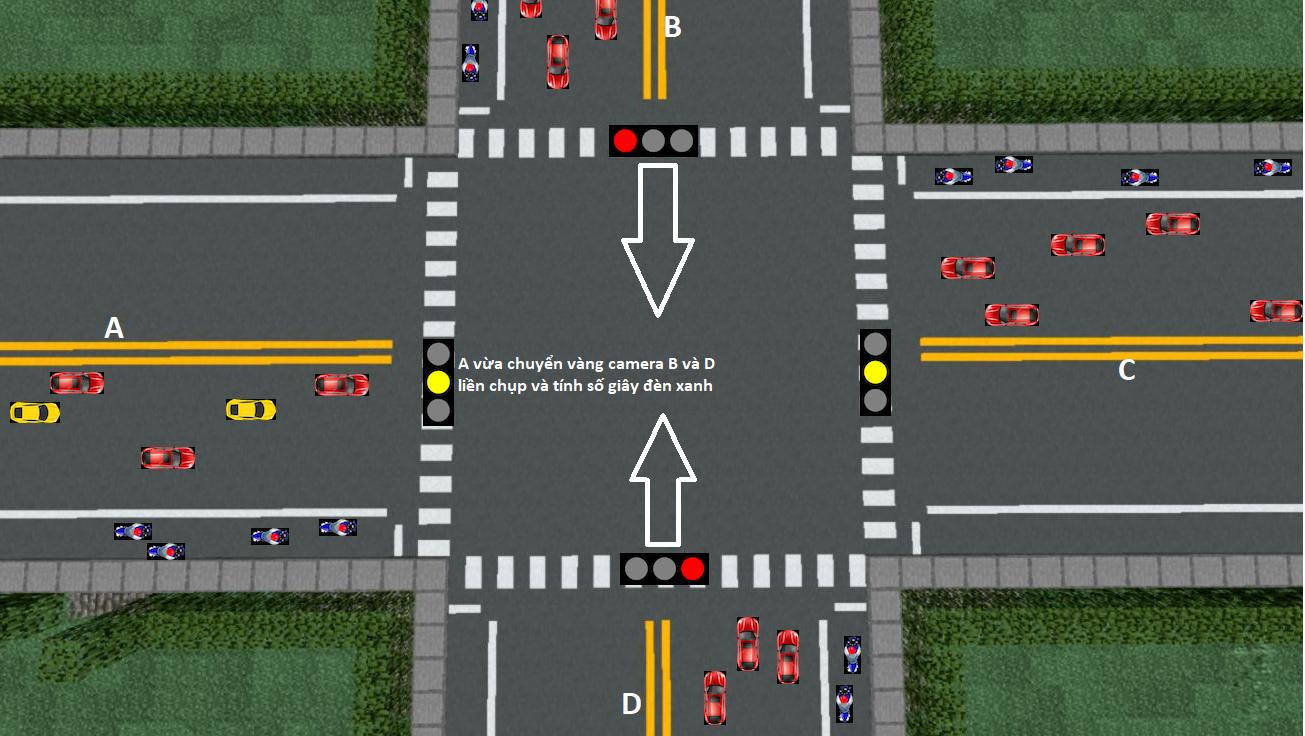 B
A
A vừa chuyển vàng camera B và D
liền chụp và tính số giây đèn xanh
C
D